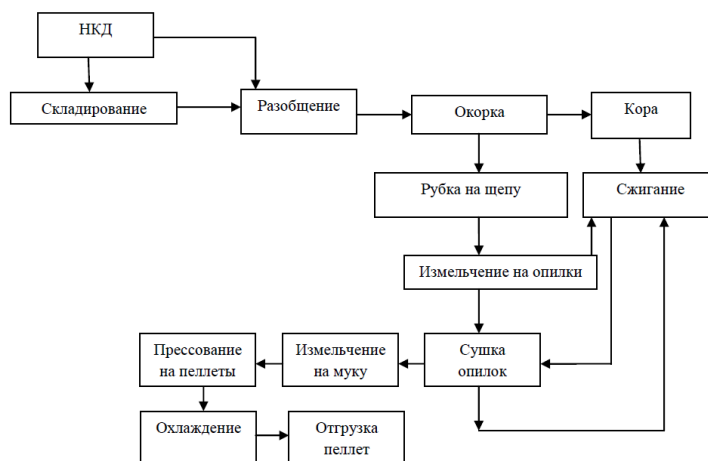 НКД
Складирование
Разобщение
Окорка
Кора
Рубка на щепу
Сжигание
Измельчение на опилки
Прессование
на пеллеты
Измельчение
на муку
Сушка
опилок
Охлаждение
Отгрузка
пеллет